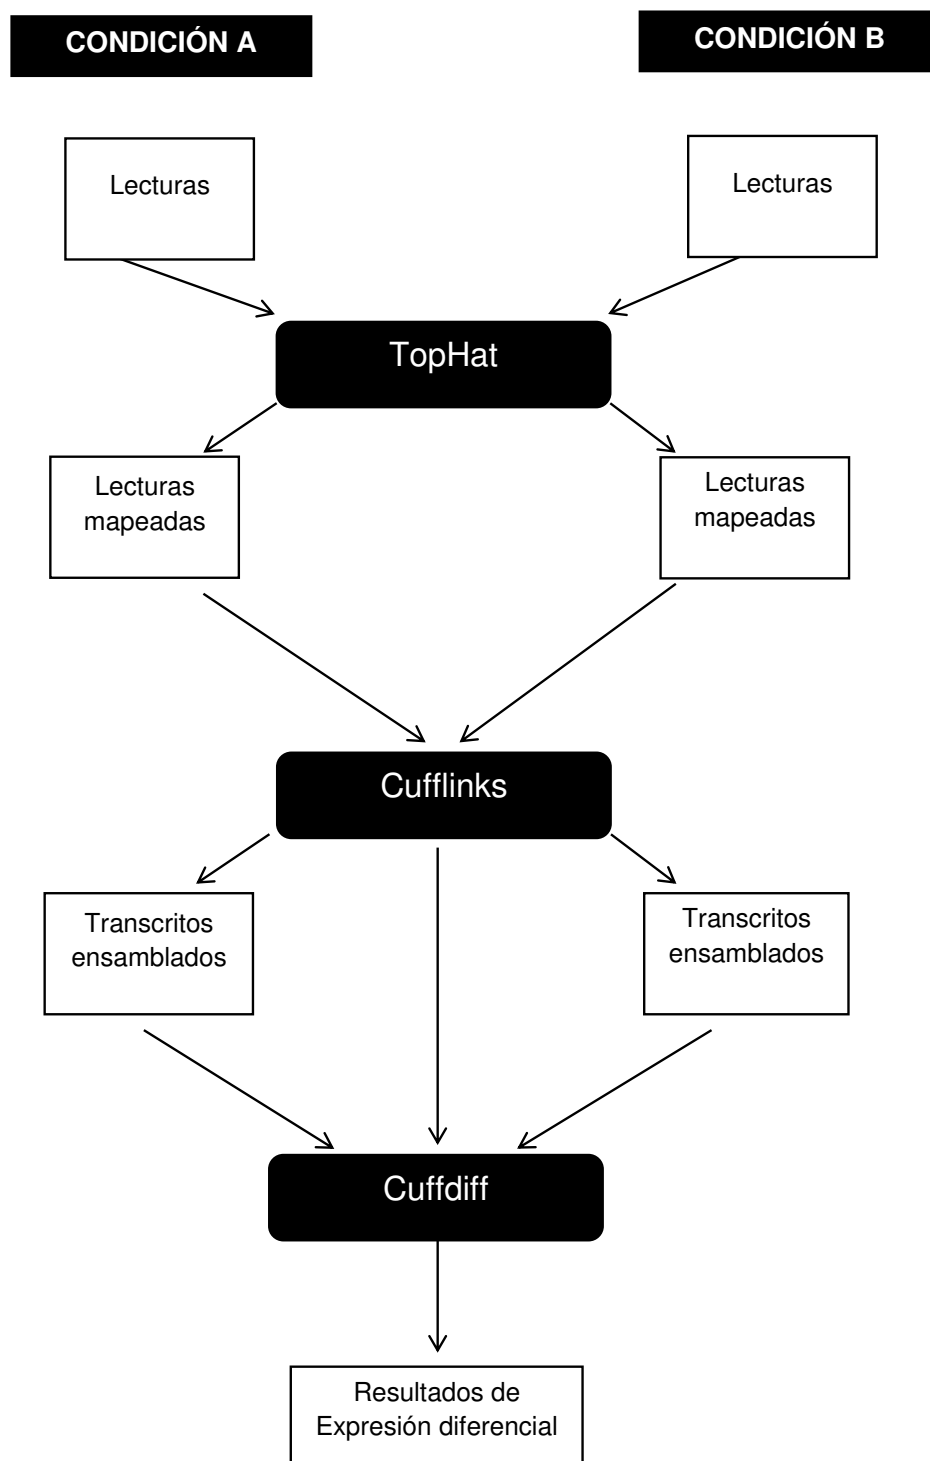 CONDICIÓN A
CONDICIÓN B
Lecturas
Lecturas
TopHat
Lecturas
mapeadas
Lecturas
mapeadas
Cufflinks
Transcritos
ensamblados
Transcritos
ensamblados
Cuffdiff
Resultados de
Expresión diferencial